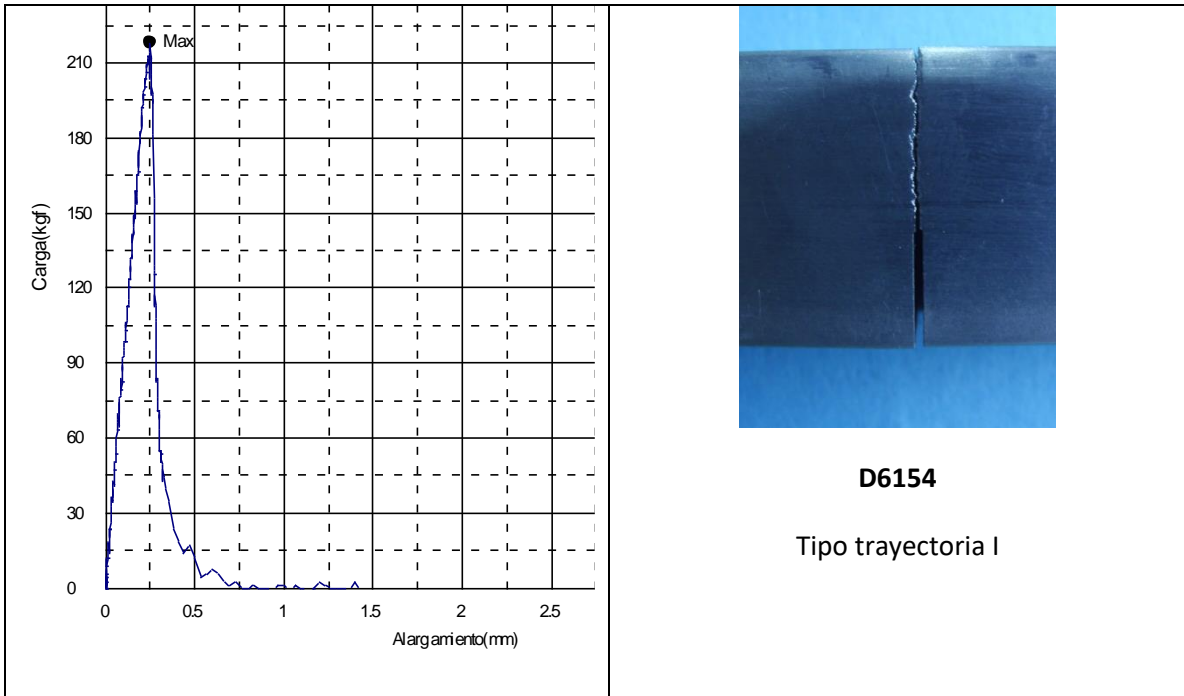 Max
210
180
150
120
90
60
30
0
Carga(kgf)
0 0.5 1 1.5 2 2.5
Alargamiento(mm)
D6154
Tipo trayectoria I